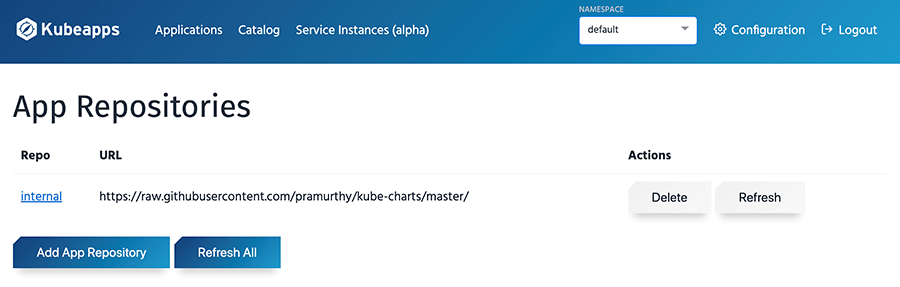 NAMESPACE
Kubeapps Applications Catalog Service Instances (alpha) default Configuration Logout
App Repositories
Repo URL Actions
internal https://raw.githubusercontent.com/pramurthy/kube-charts/master/ Delete Refresh
Add App Repository Refresh All